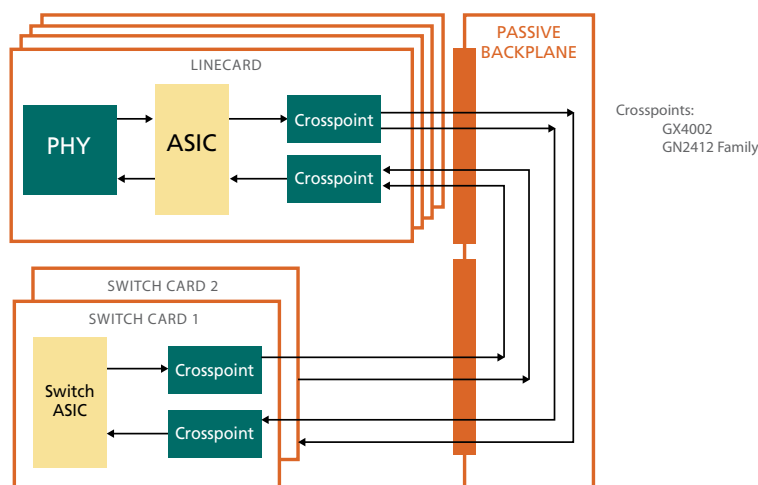 PASSIVE
BACKPLANE
LINECARD
PHY
ASIC
Crosspoint
Crosspoint
Crosspoints:
GX4002
GN2412 Family
SWITCH CARD 2
SWITCH CARD 1
Switch
ASIC
Crosspoint
Crosspoint